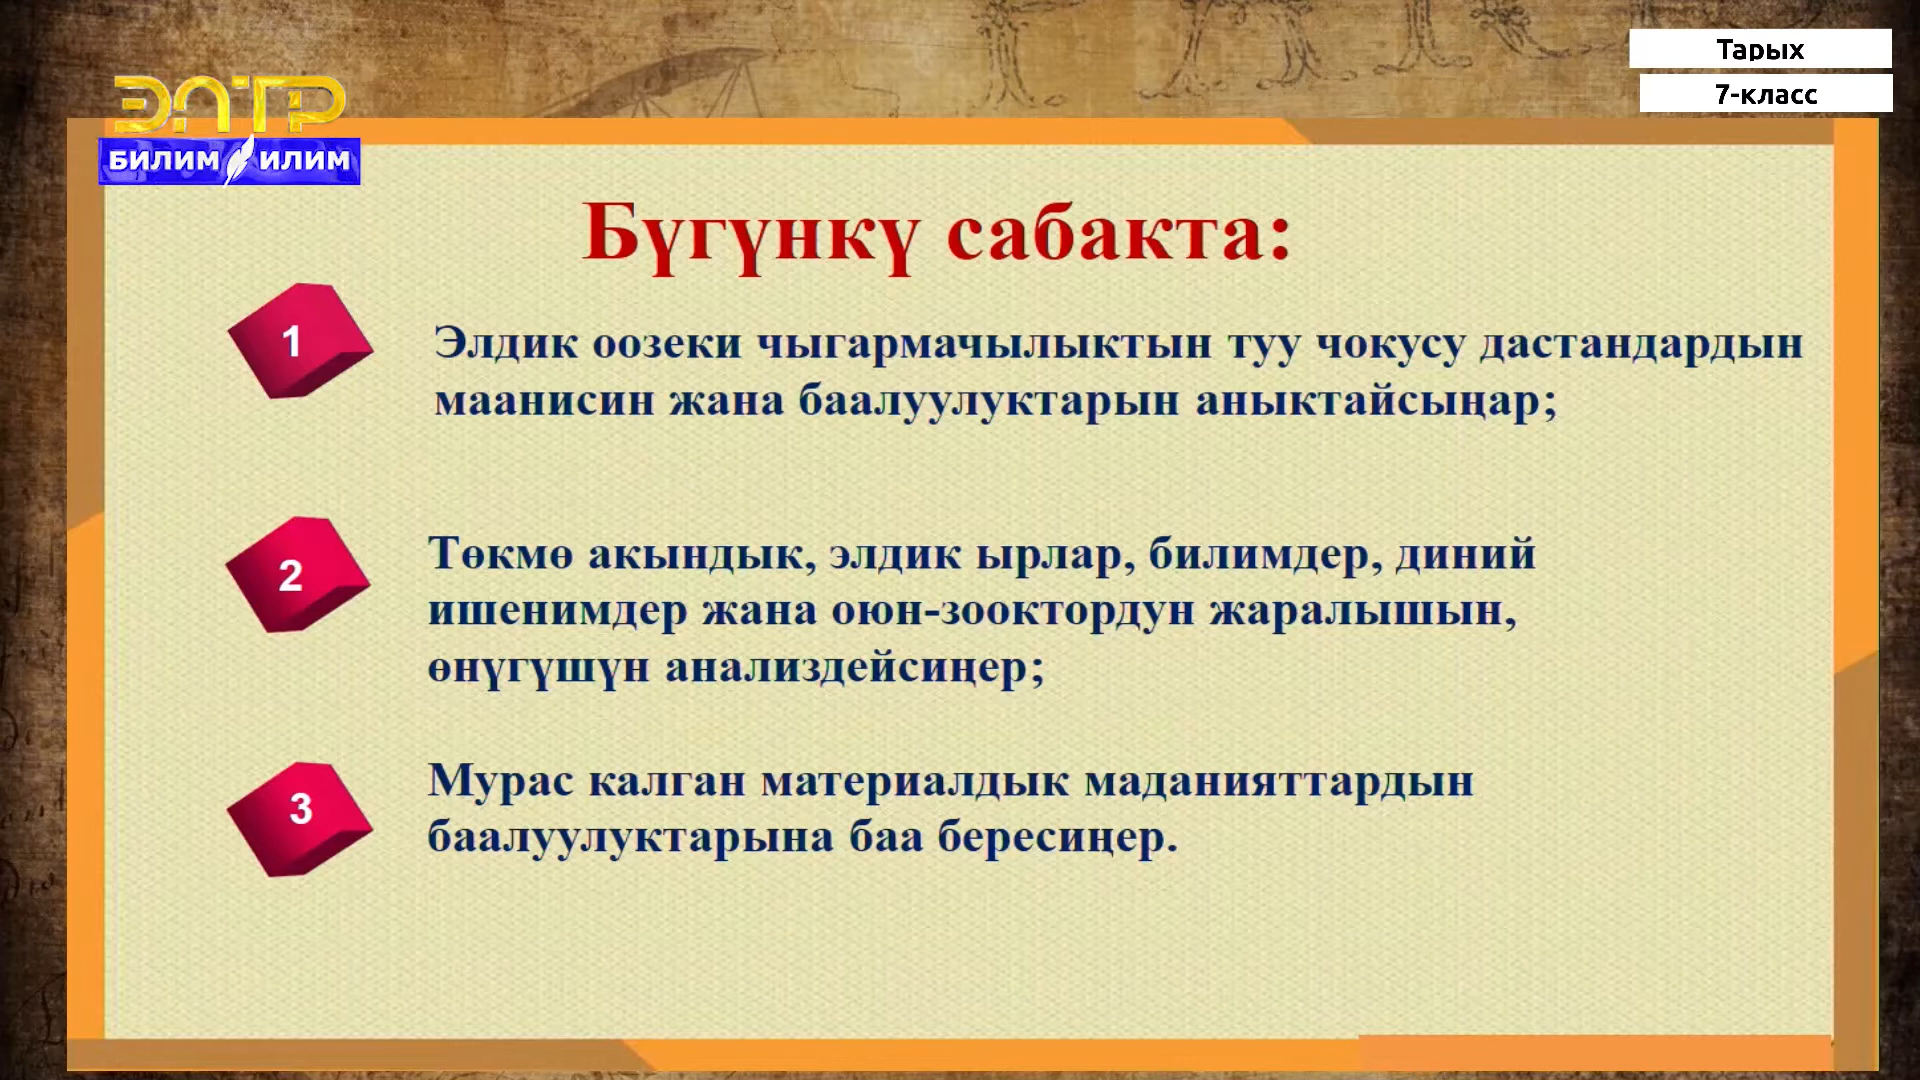 Тарых
7-класс
ЭЛТР
БИЛИМ ИЛИМ
Бүгүнкү сабакта:
1
Элдик оозеки чыгармачылыктын туу чокусу дастандардын
маанисин жана баалуулуктарын аныктайсыңар;
2
Төкмө акындык, элдик ырлар, билимдер, диний
ишенимдер жана оюн-зооктордун жаралышын,
өнүгүшүн анализдейсиңер;
3
Мурас калган материалдык маданияттардын
баалуулуктарына баа бересиңер.